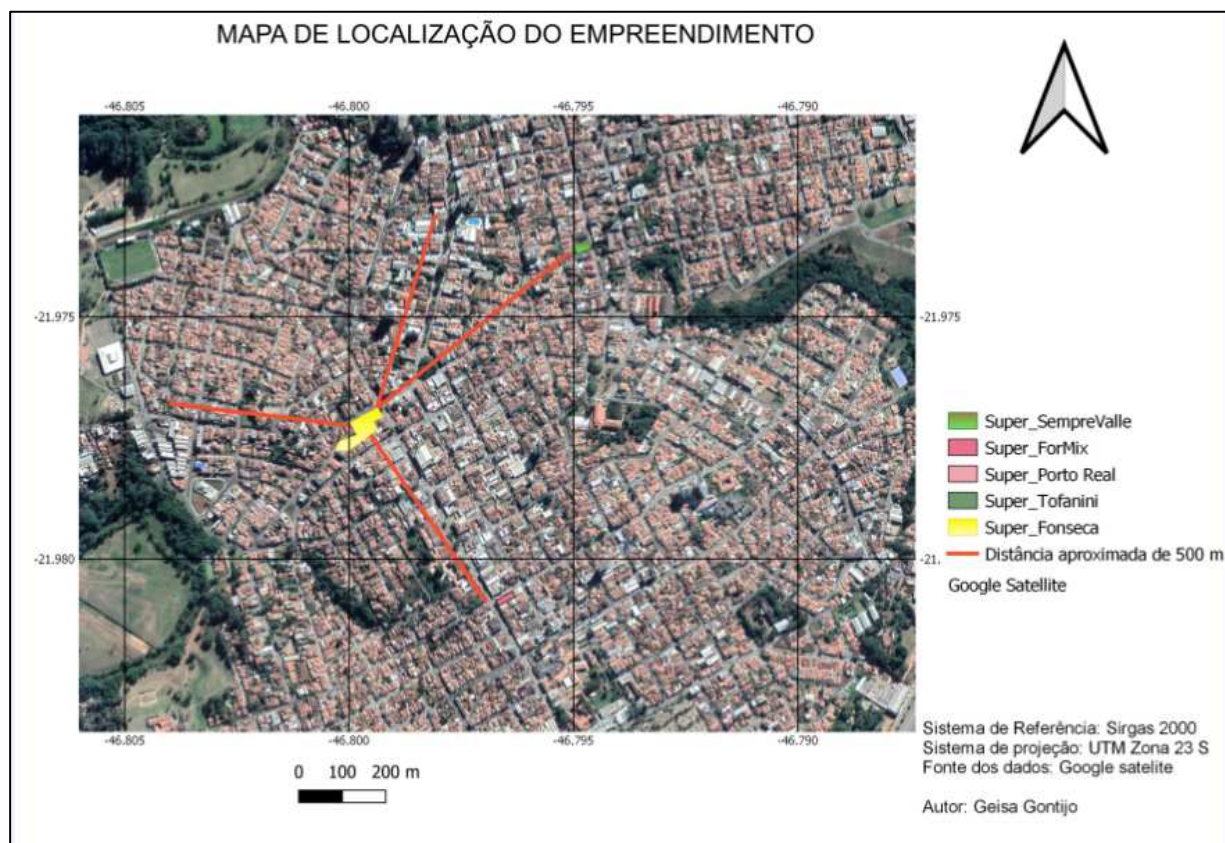 MAPA DE LOCALIZAÇÃO DO EMPREENDIMENTO
-46.805 -46.800 -46.795 -46.790
-21.975 -21.975
Super_SempreValle
Super_ForMix
Super_Porto Real
Super_Tofanini
Super_Fonseca
Distância aproximada de 500 m
Google Satellite
-21.980 -21.
-46.805 -46.800 -46.795 -46.790
0 100 200 m
Sistema de Referência: Sirgas 2000
Sistema de projeção: UTM Zona 23 S
Fonte dos dados: Google satelite
Autor: Geisa Gontijo